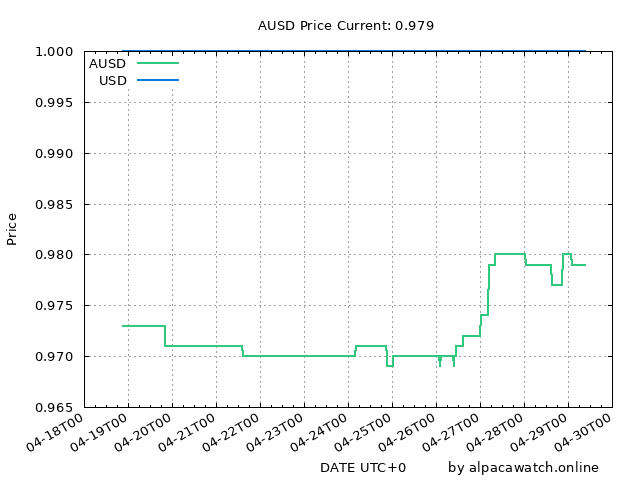 AUSD Price Current: 0.979
1.000
AUSD
USD
0.995
0.990
0.985
Price
0.980
0.975
0.970
0.965
04-18T00 04-19T00 04-20T00 04-21T00 04-22T00 04-23T00 04-24T00 04-25T00 04-26T00 04-27T00 04-28T00 04-29T00 04-30T00
DATE UTC+0 by alpacawatch.online